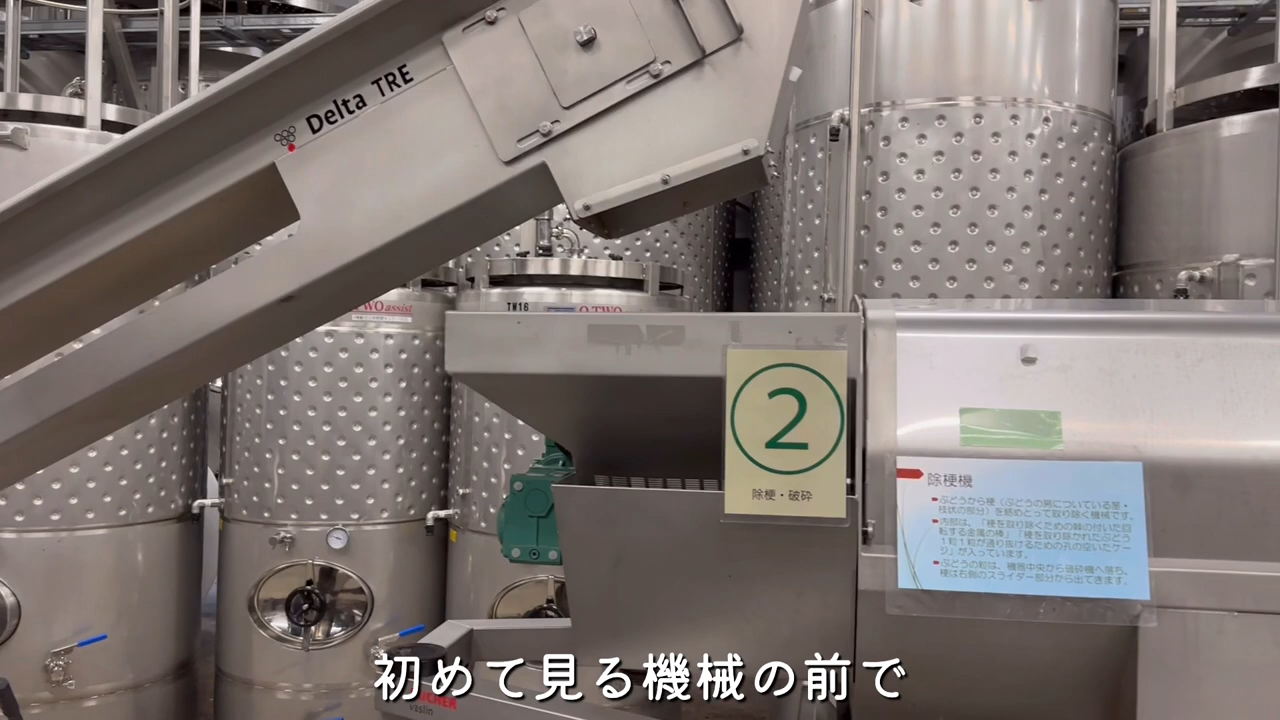 Delta TRE
TWO assist
TW16
O TWO
2
除梗・破砕
除梗機
ぶどうから梗（ぶどうの房についている茎・
枝状の部分）を絡めとって取り除く機械です。
内部は、「梗を取り除くための棘の付いた回
転する金属の棒」「梗を取り除かれたぶどう
１粒１粒が通り抜けるための孔の空いたケー
ジ」が入っています。
ぶどうの粒は、機器中央から破砕機へ落ち、
梗は右側のスライダー部分から出てきます。
初めて見る機械の前で
vaslin